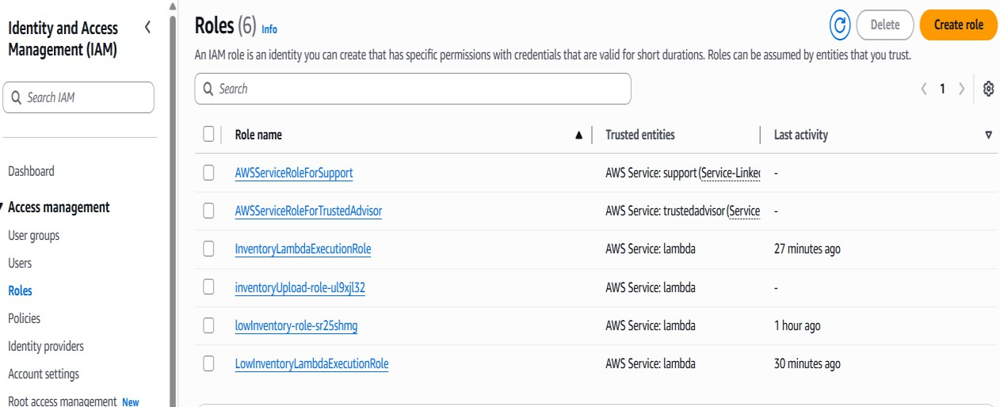 Identity and Access
Management (IAM)
Search IAM
Dashboard
Access management
User groups
Users
Roles
Policies
Identity providers
Account settings
Root access management New
Roles (6) Info
Delete
Create role
An IAM role is an identity you can create that has specific permissions with credentials that are valid for short durations. Roles can be assumed by entities that you trust.
Search
1
Role name Trusted entities Last activity
AWSServiceRoleForSupport AWS Service: support (Service-Linked -
AWSServiceRoleForTrustedAdvisor AWS Service: trustedadvisor (Service -
InventoryLambdaExecutionRole AWS Service: lambda 27 minutes ago
inventoryUpload-role-ul9xjl32 AWS Service: lambda -
lowInventory-role-sr25shmg AWS Service: lambda 1 hour ago
LowInventoryLambdaExecutionRole AWS Service: lambda 30 minutes ago